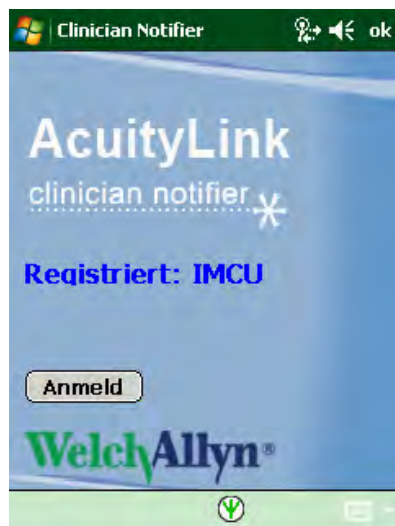 Clinician Notifier ok
AcuityLink
clinician notifier
Registriert: IMCU
Anmeld
WelchAllyn®